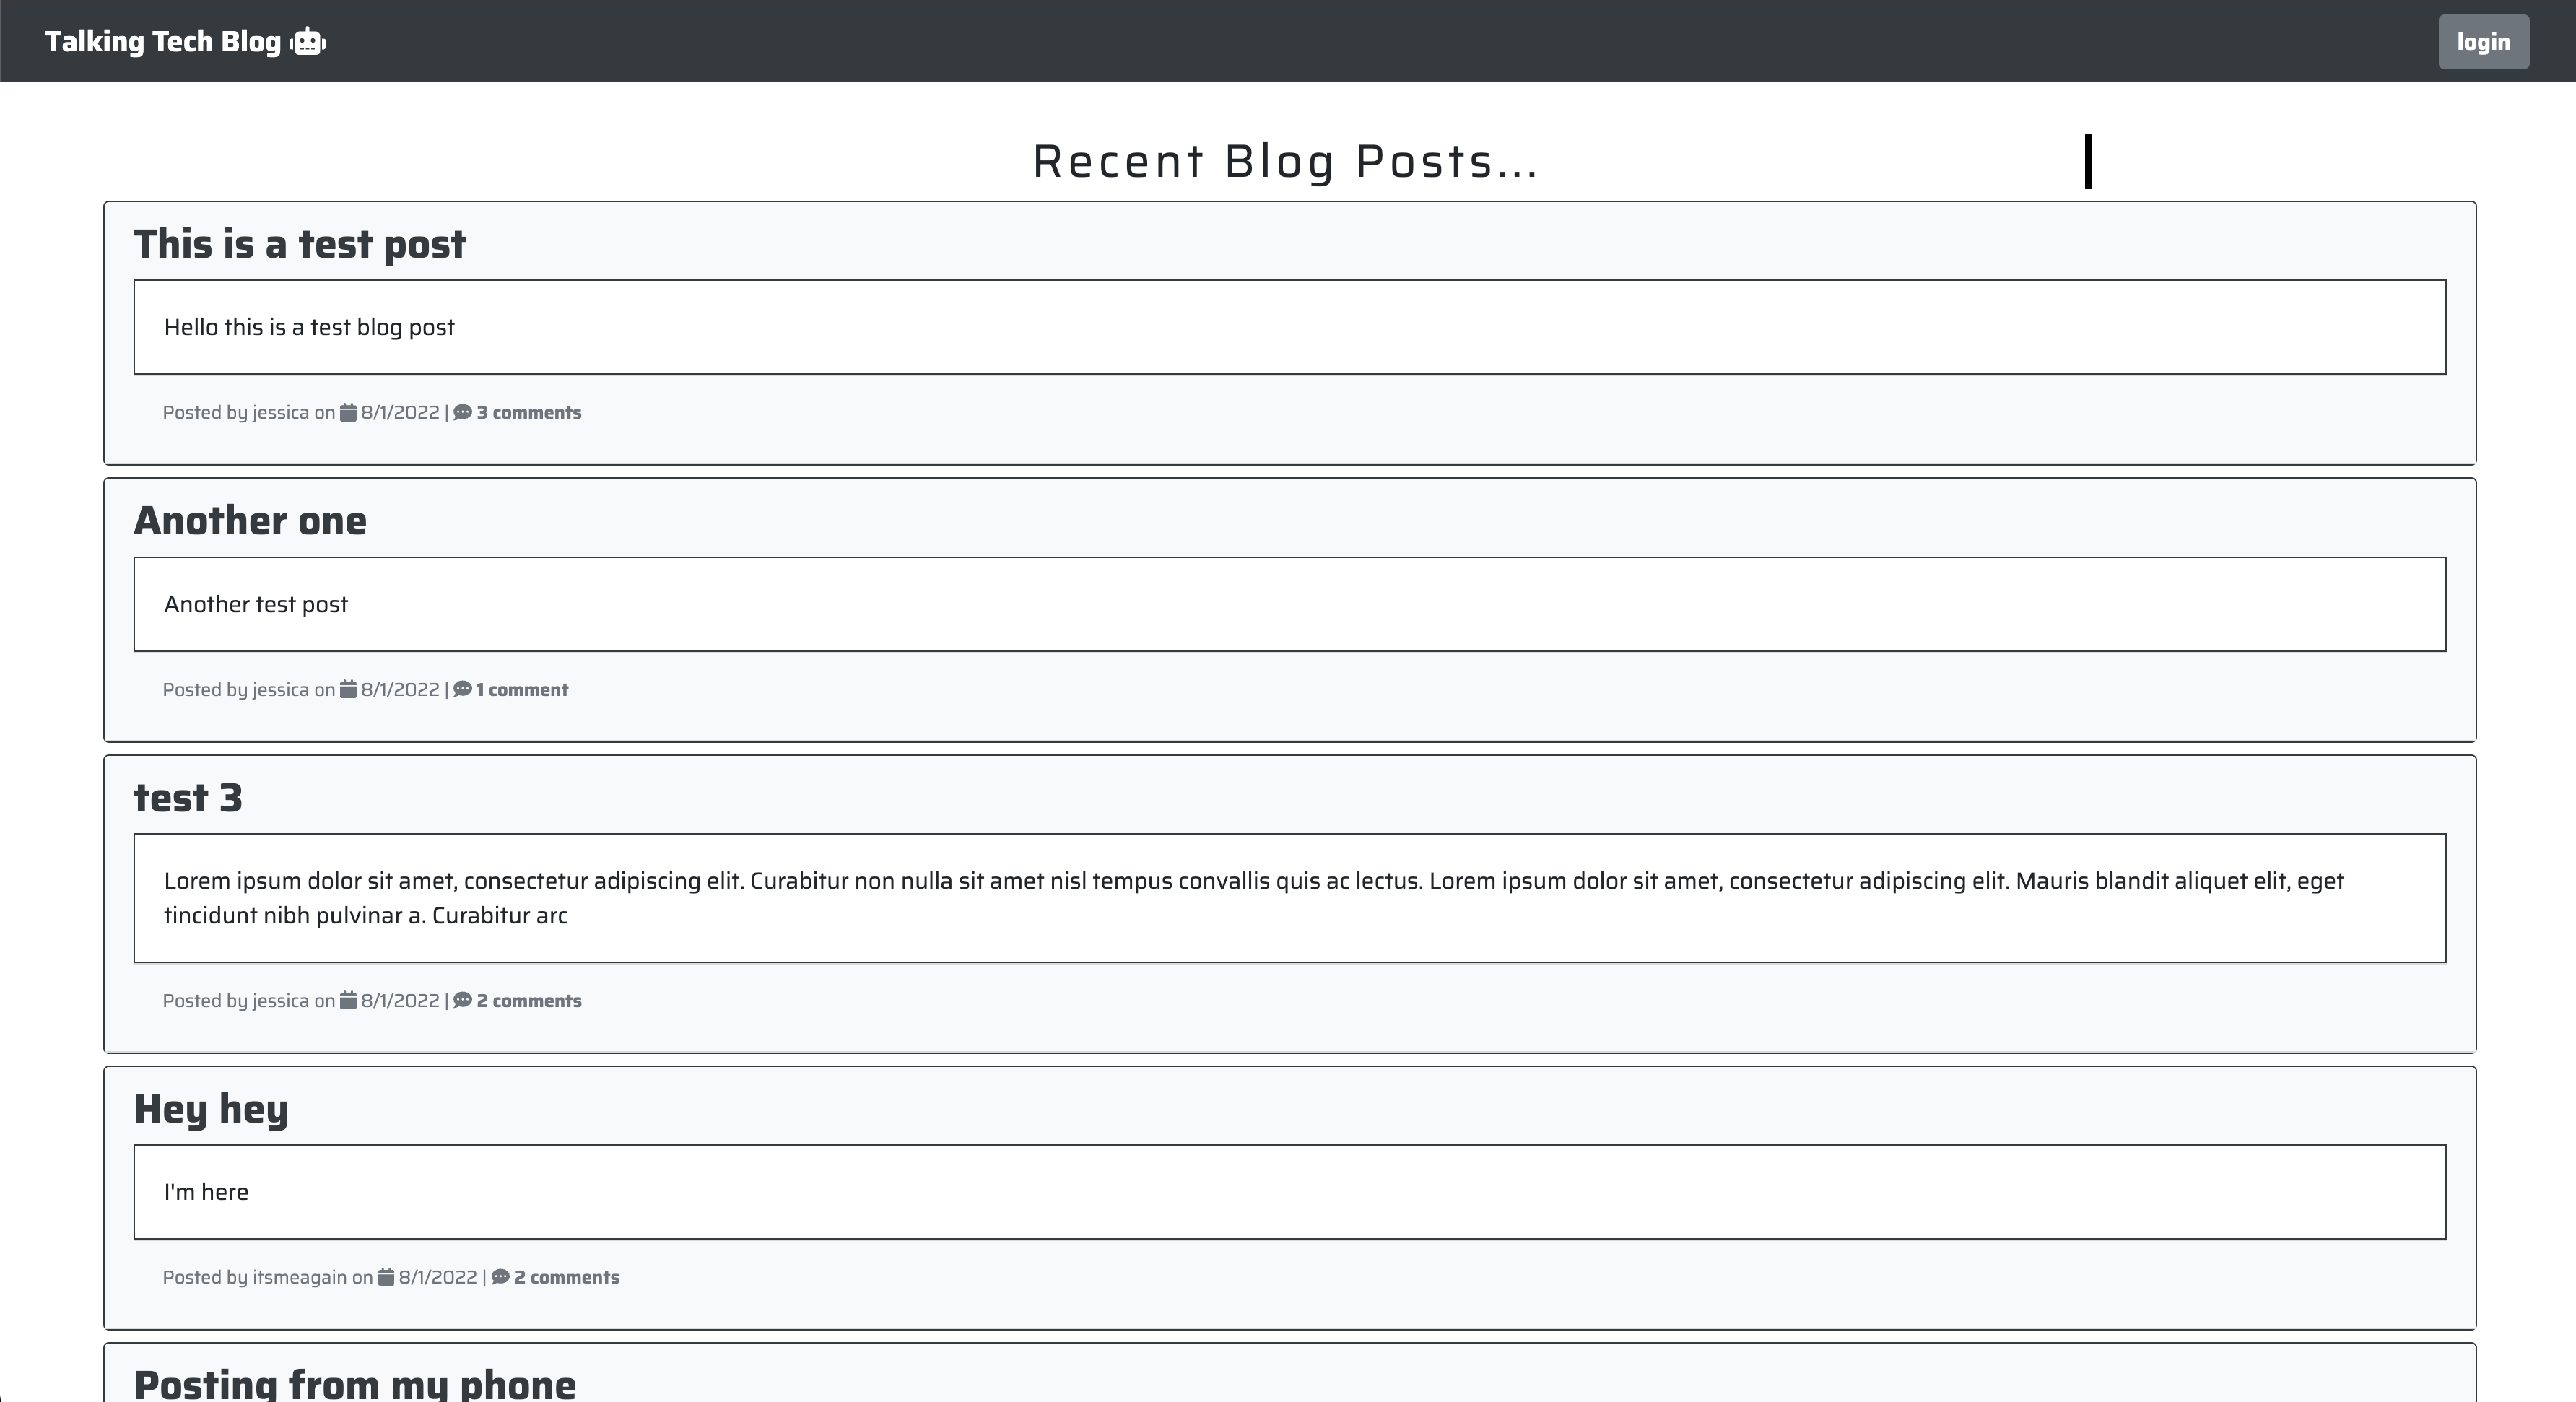 Talking Tech Blog
login
Recent Blog Posts...
This is a test post
Hello this is a test blog post
Posted by jessica on 8/1/2022 | 3 comments
Another one
Another test post
Posted by jessica on 8/1/2022 | 1 comment
test 3
Lorem ipsum dolor sit amet, consectetur adipiscing elit. Curabitur non nulla sit amet nisl tempus convallis quis ac lectus. Lorem ipsum dolor sit amet, consectetur adipiscing elit. Mauris blandit aliquet elit, eget
tincidunt nibh pulvinar a. Curabitur arc
Posted by jessica on 8/1/2022 | 2 comments
Hey hey
I'm here
Posted by itsmeagain on 8/1/2022 | 2 comments
Posting from my phone